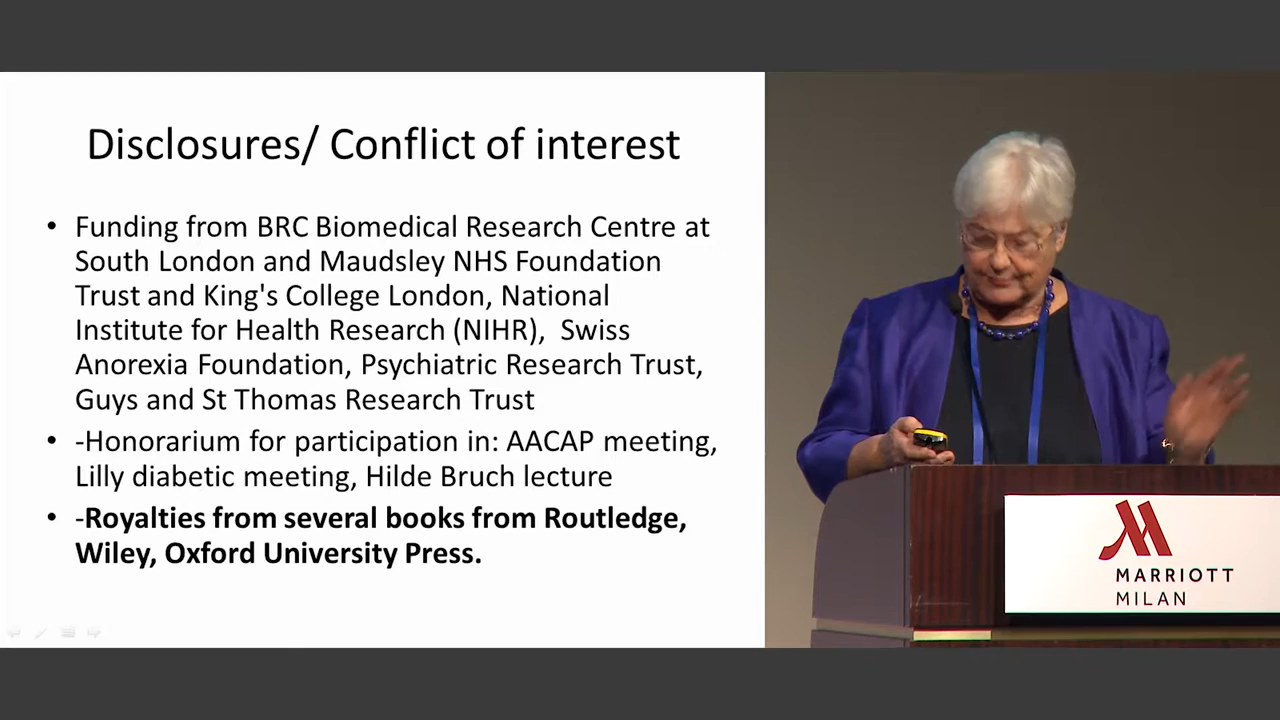 Disclosures/ Conflict of interest
• Funding from BRC Biomedical Research Centre at
South London and Maudsley NHS Foundation
Trust and King's College London, National
Institute for Health Research (NIHR),  Swiss
Anorexia Foundation, Psychiatric Research Trust,
Guys and St Thomas Research Trust
• -Honorarium for participation in: AACAP meeting,
Lilly diabetic meeting, Hilde Bruch lecture
• -Royalties from several books from Routledge,
Wiley, Oxford University Press.
MARRIOTT
MILAN